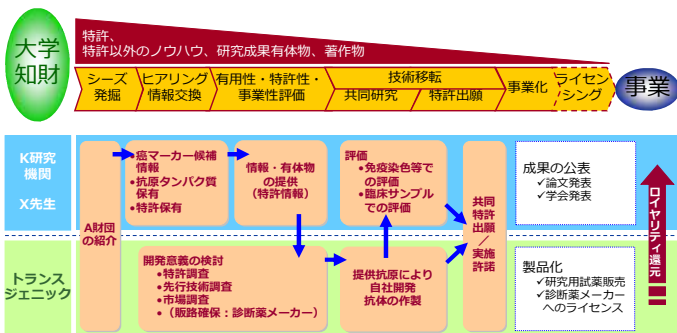 大学
知財
特許、
特許以外のノウハウ、研究成果有体物、著作物
シーズ
発掘
ヒアリング
情報交換
有用性・特許性・
事業性評価
技術移転
共同研究
特許出願
事業化
ライセン
シング
事業
K研究
機関
X先生
A財団
の紹介
•癌マーカー候補
情報
•抗原タンパク質
保有
•特許保有
情報・有体物
の提供
（特許情報）
評価
•免疫染色等で
の評価
•臨床サンプル
での評価
共同
特許
出願
／
実施
許諾
成果の公表
✓論文発表
✓学会発表
ロイヤリティ還元
トランス
ジェニック
開発意義の検討
•特許調査
•先行技術調査
•市場調査
•（販路確保：診断薬メーカー）
提供抗原により
自社開発
抗体の作製
製品化
✓研究用試薬販売
✓診断薬メーカー
へのライセンス